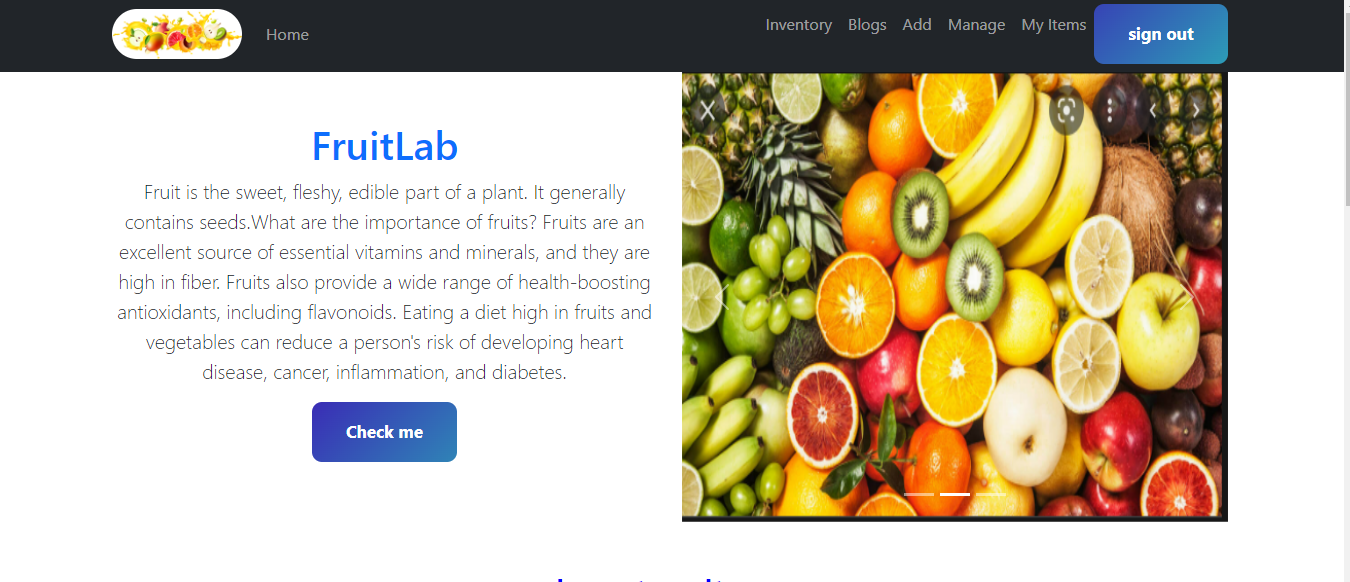 Home
Inventory Blogs Add Manage My Items sign out
FruitLab
Fruit is the sweet, fleshy, edible part of a plant. It generally
contains seeds.What are the importance of fruits? Fruits are an
excellent source of essential vitamins and minerals, and they are
high in fiber. Fruits also provide a wide range of health-boosting
antioxidants, including flavonoids. Eating a diet high in fruits and
vegetables can reduce a person's risk of developing heart
disease, cancer, inflammation, and diabetes.
Check me